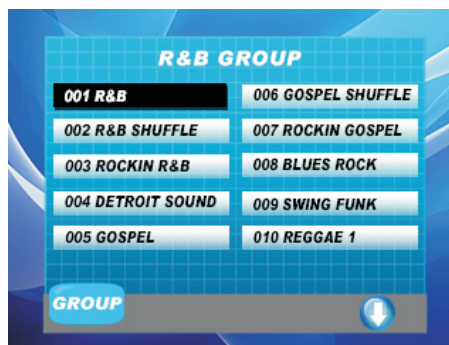 R&B GROUP
001 R&B
002 R&B SHUFFLE
003 ROCKIN R&B
004 DETROIT SOUND
005 GOSPEL
006 GOSPEL SHUFFLE
007 ROCKIN GOSPEL
008 BLUES ROCK
009 SWING FUNK
010 REGGAE 1
GROUP